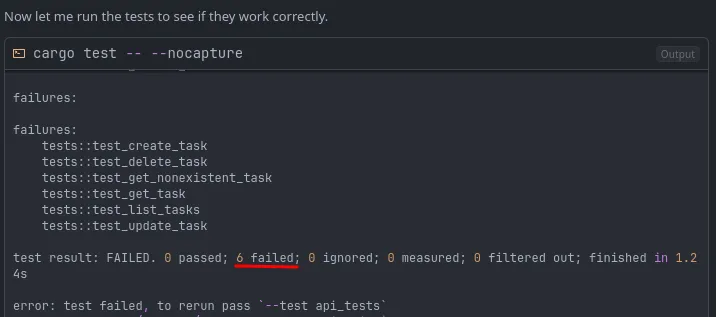 Now let me run the tests to see if they work correctly.
cargo test -- --nocapture
Output
failures:
failures:
tests::test_create_task
tests::test_delete_task
tests::test_get_nonexistent_task
tests::test_get_task
tests::test_list_tasks
tests::test_update_task
test result: FAILED. 0 passed; 6 failed; 0 ignored; 0 measured; 0 filtered out; finished in 1.2
4s
error: test failed, to rerun pass `--test api_tests`